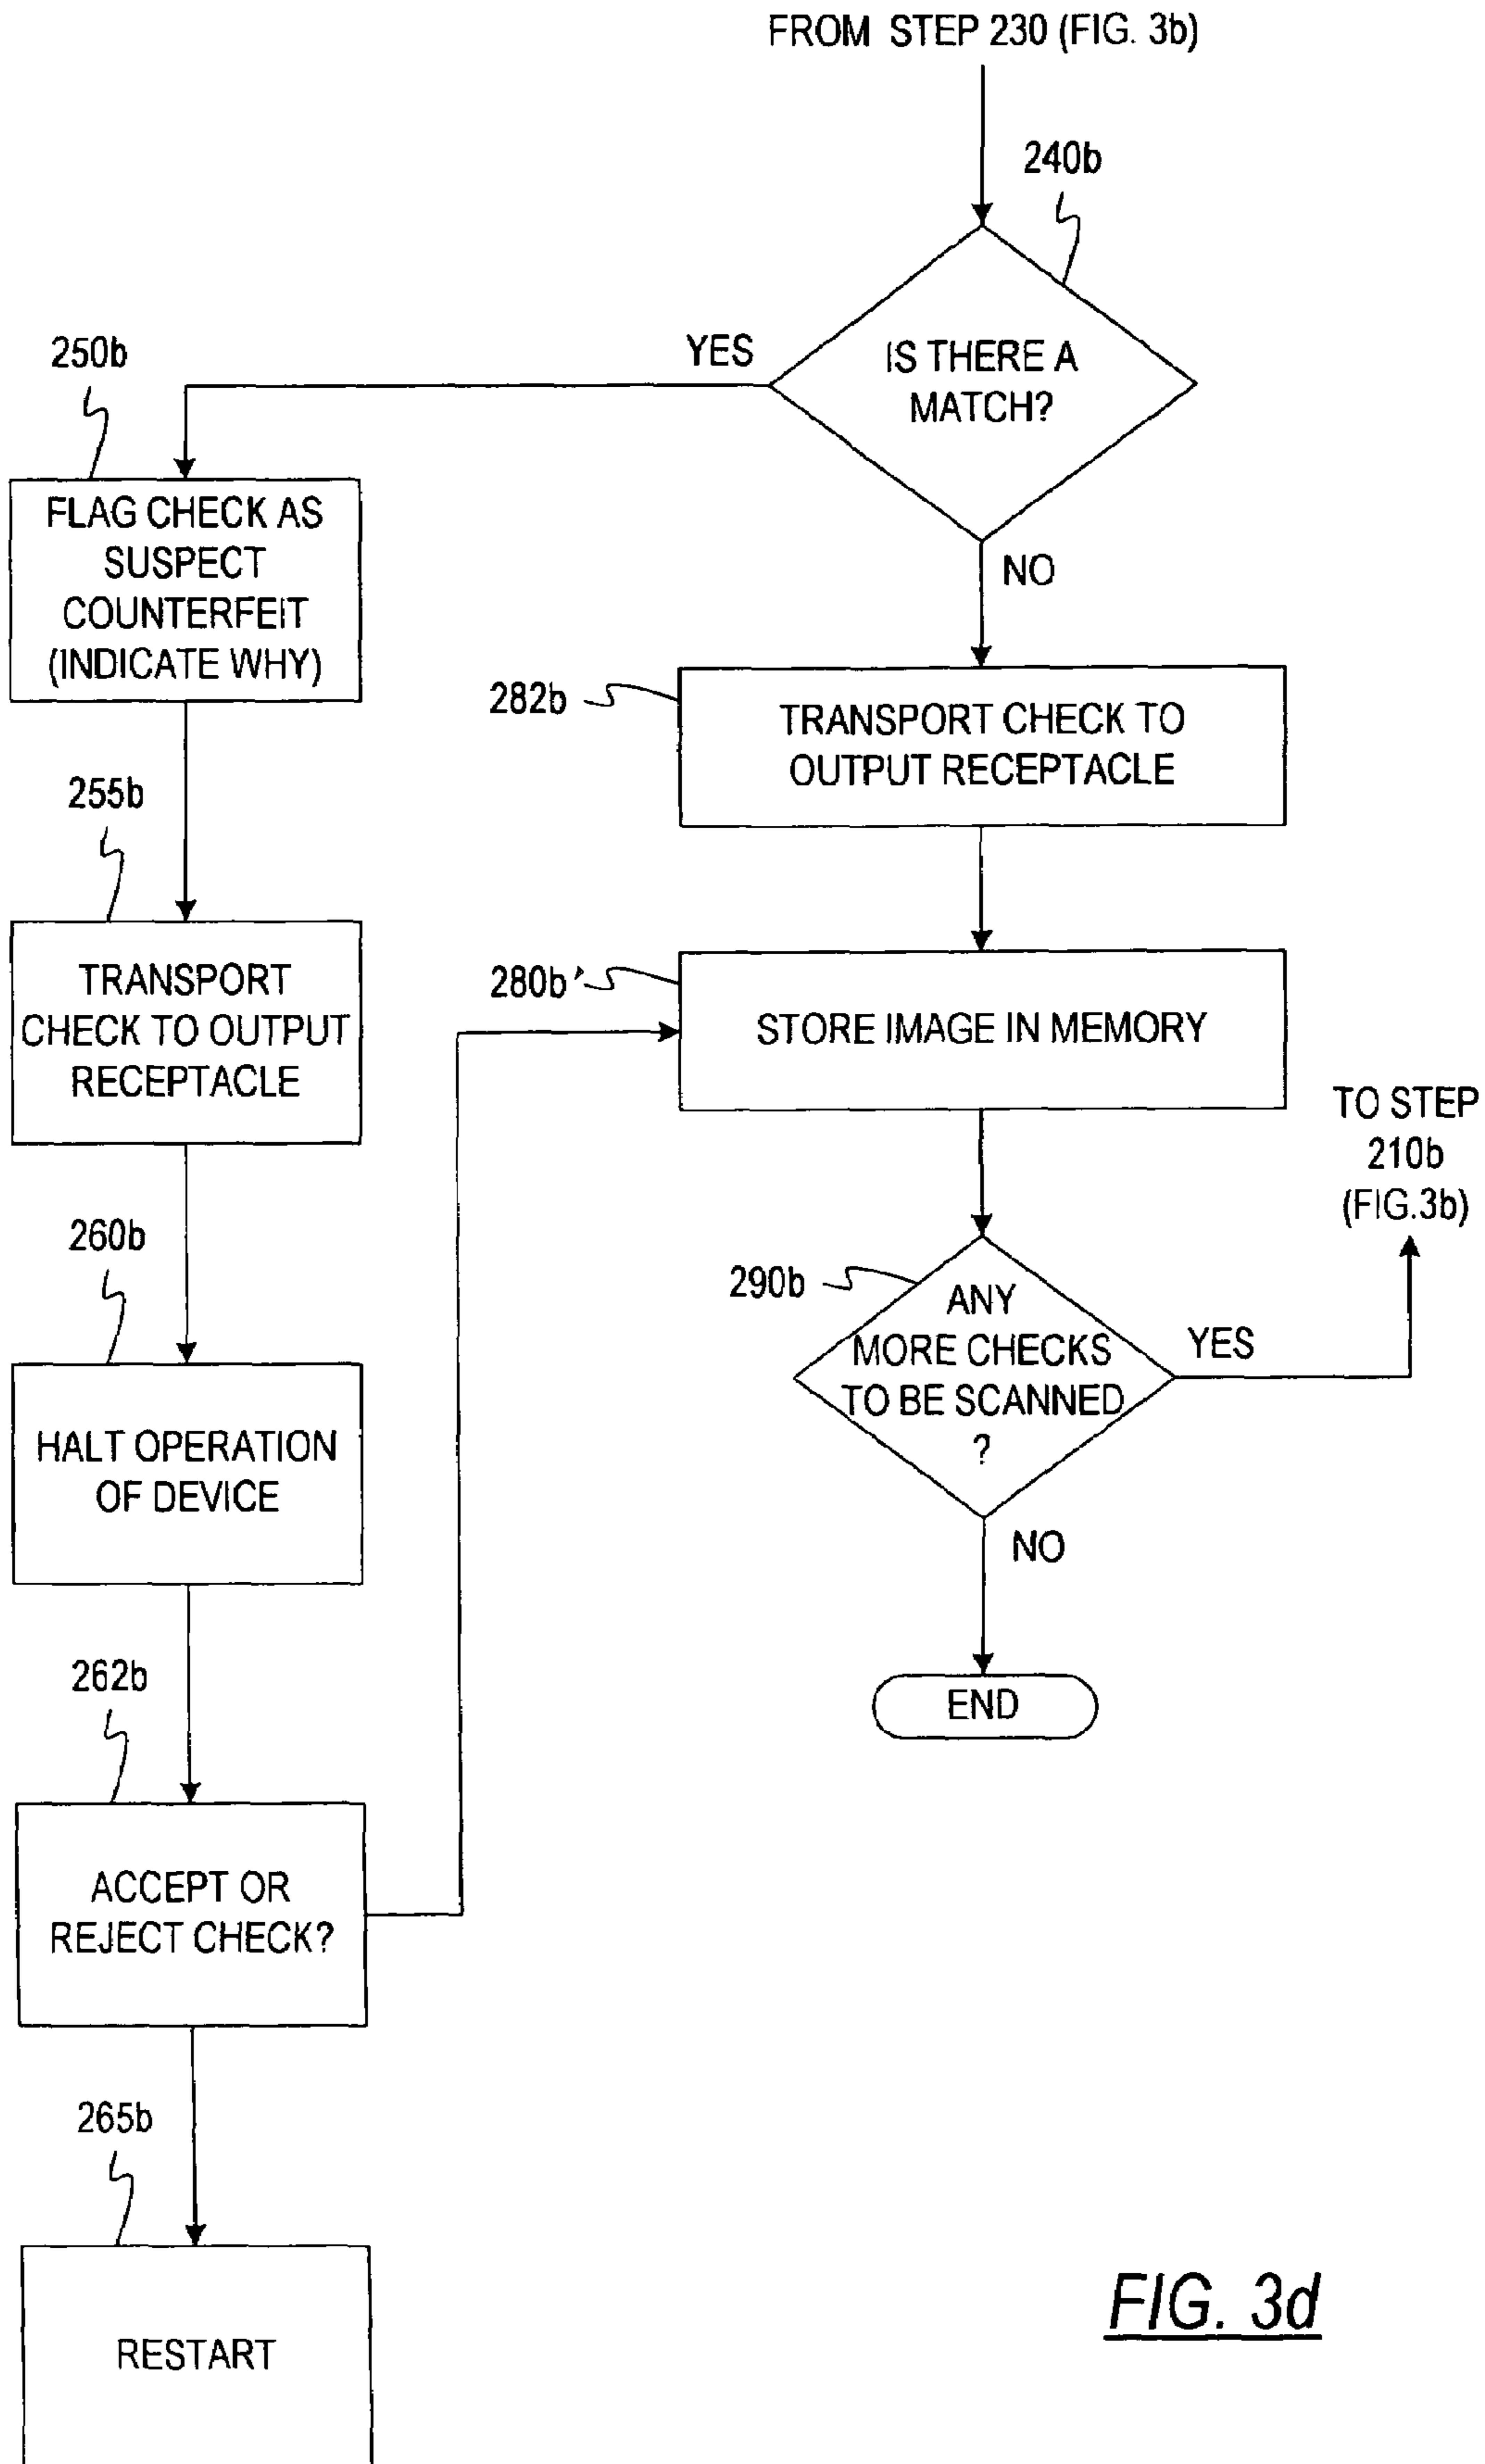 FROM STEP 230 (FIG. 3b)
240b
IS THERE A
MATCH?
YES
NO
250b
FLAG CHECK AS
SUSPECT
COUNTERFEIT
(INDICATE WHY)
282b
TRANSPORT CHECK TO
OUTPUT RECEPTACLE
255b
TRANSPORT
CHECK TO OUTPUT
RECEPTACLE
280b'
STORE IMAGE IN MEMORY
TO STEP
210b
(FIG.3b)
260b
HALT OPERATION
OF DEVICE
290b
ANY
MORE CHECKS
TO BE SCANNED
?
YES
NO
END
262b
ACCEPT OR
REJECT CHECK?
265b
RESTART
FIG. 3d